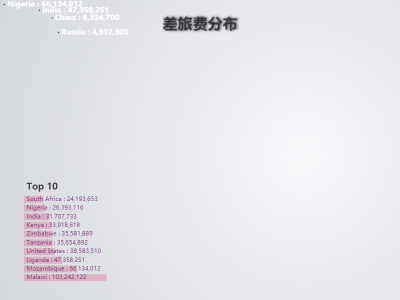 Nigeria : 66,134,012
India : 47,358,251
China : 8,334,700
Russia : 4,937,305
差旅费分布
Top 10
South Africa : 24,193,653
Nigeria : 26,393,116
India : 31,707,733
Kenya : 33,918,618
Zimbabwe : 35,581,889
Tanzania : 35,654,892
United States : 38,583,510
Uganda : 47,358,251
Mozambique : 66,134,012
Malawi : 103,242,122